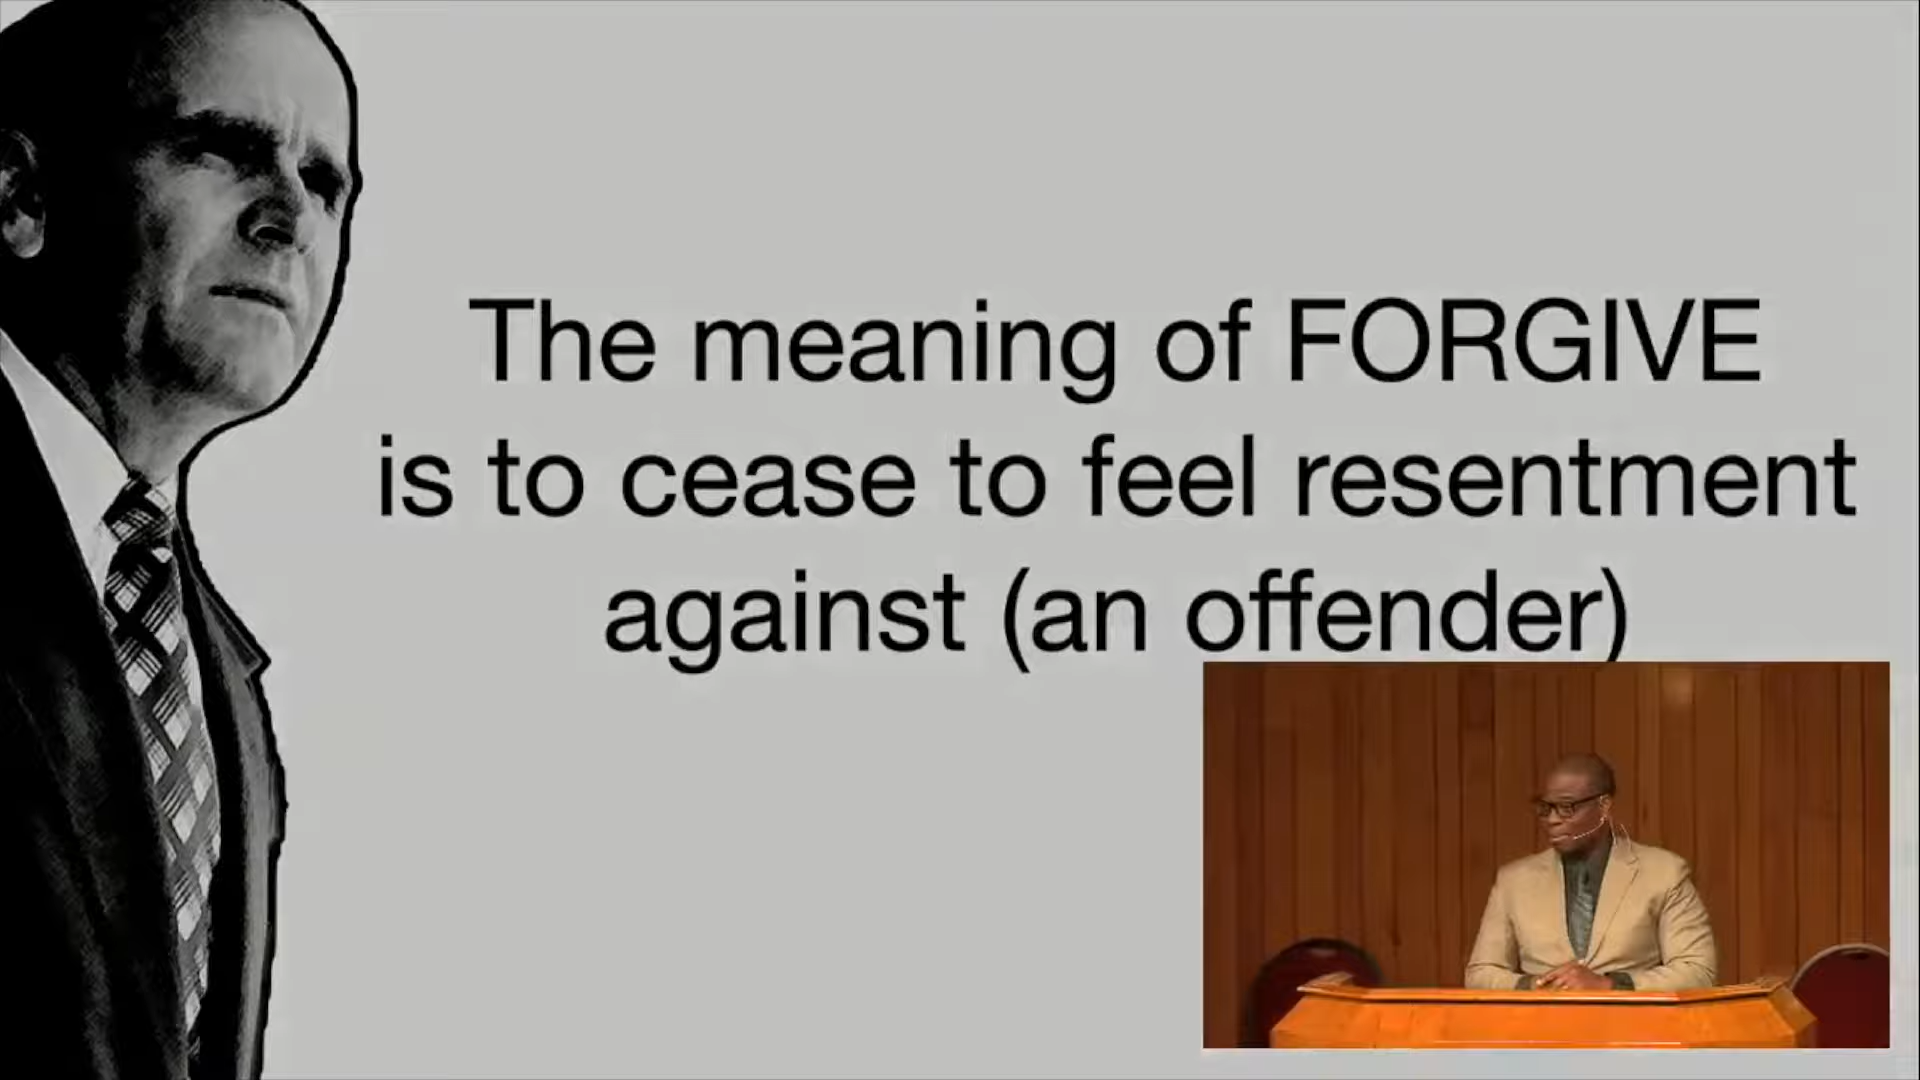 The meaning of FORGIVE
is to cease to feel resentment
against (an offender)